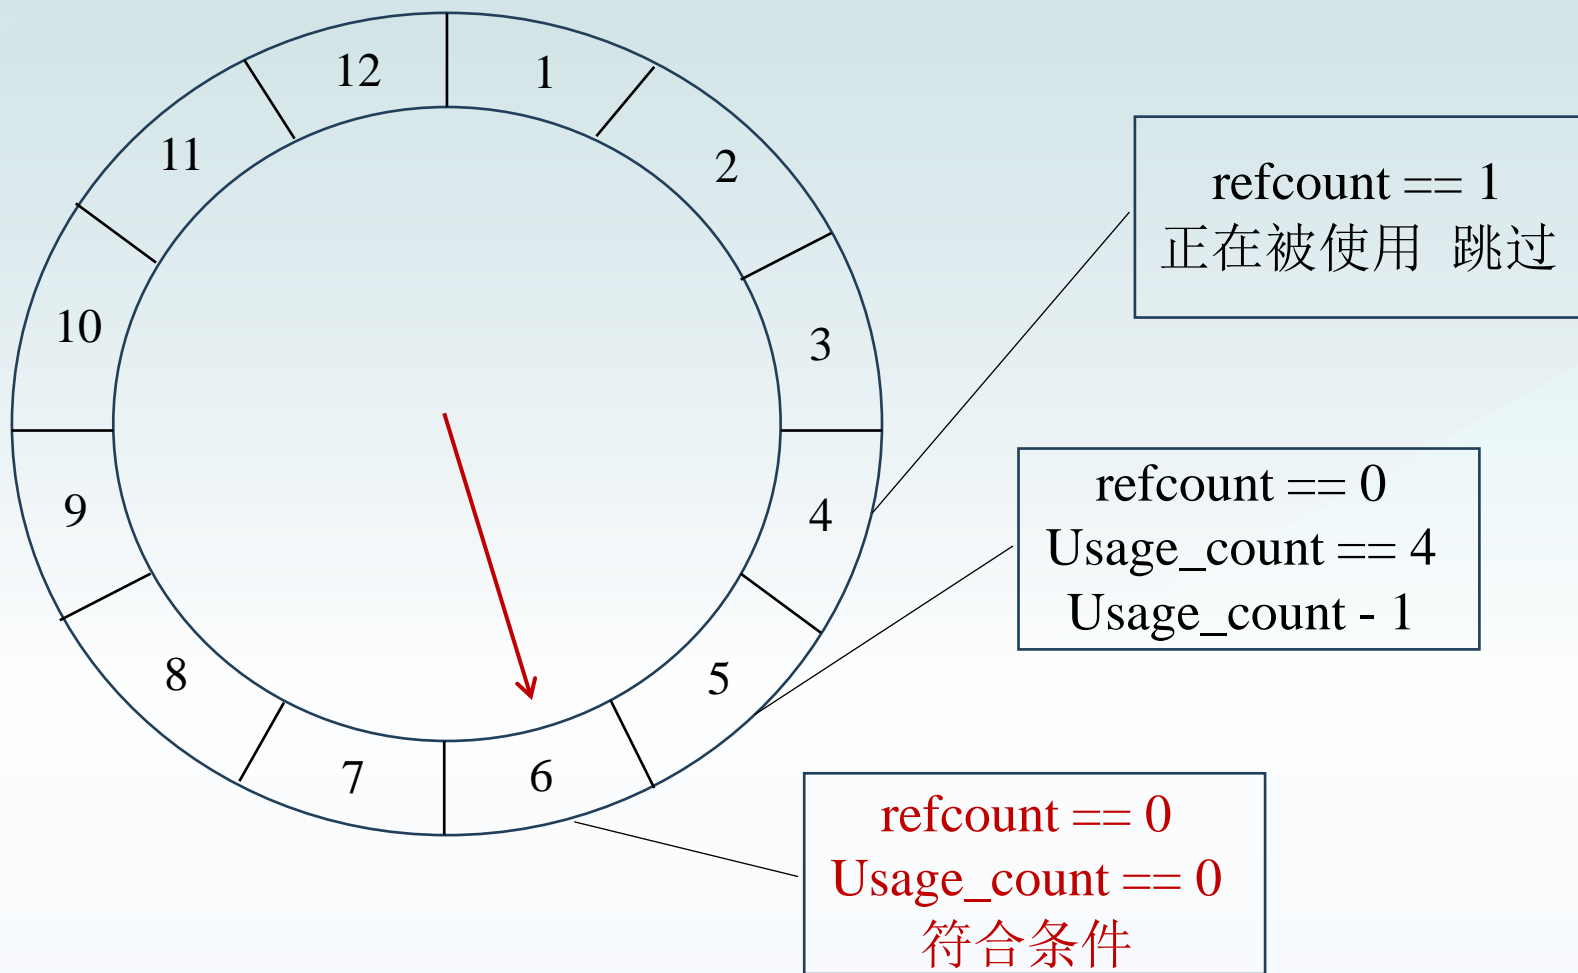 12
1
11
2
10
3
9
4
8
5
7
6
refcount == 1
正在被使用 跳过
refcount == 0
Usage_count == 4
Usage_count - 1
refcount == 0
Usage_count == 0
符合条件